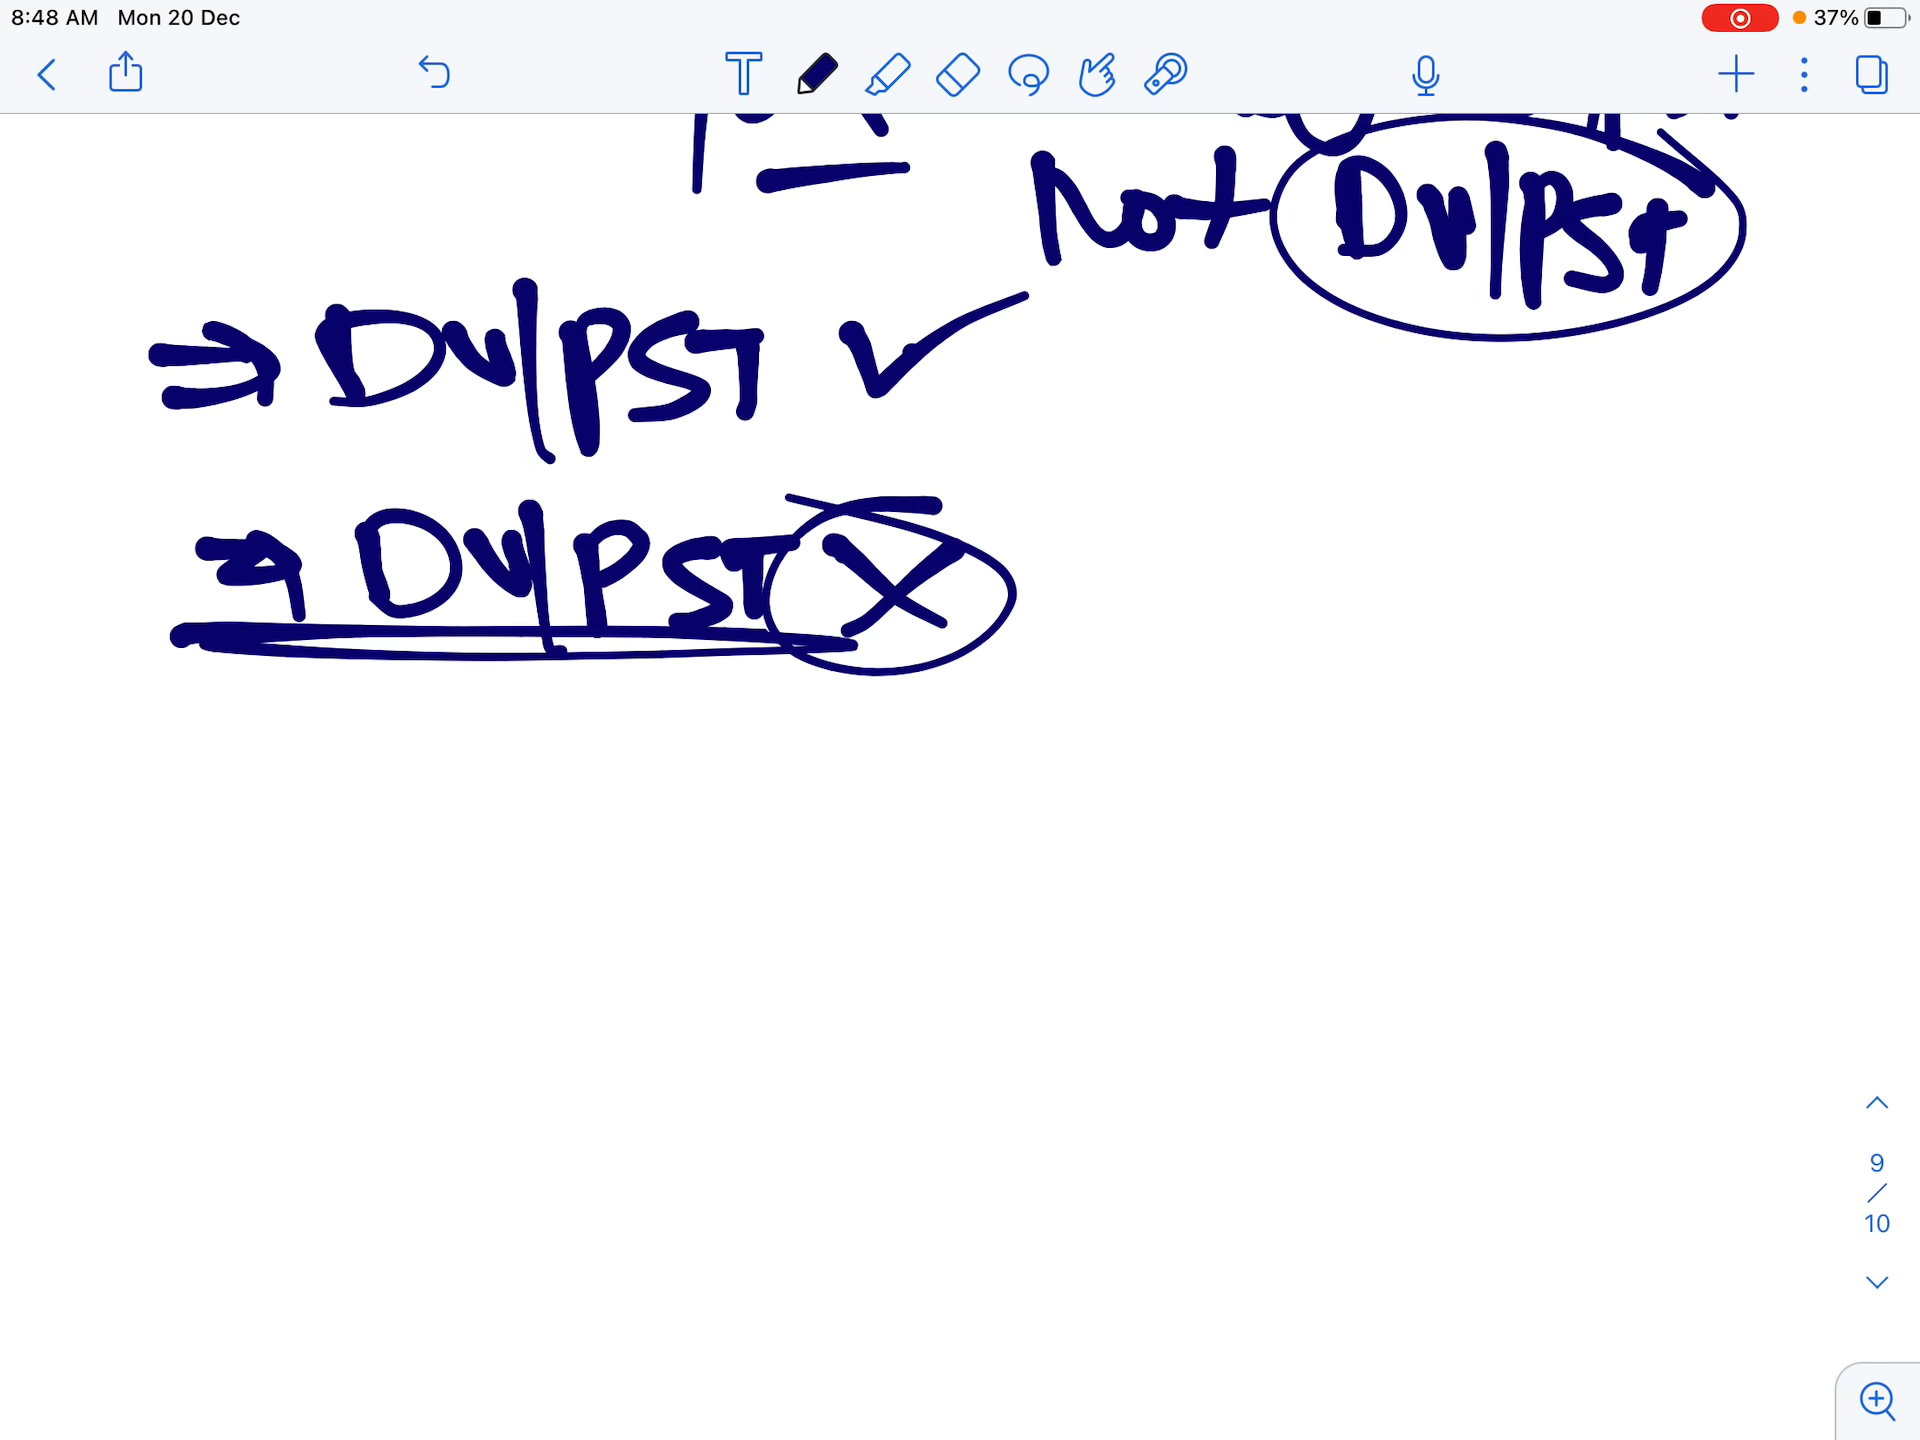 8:48 AM Mon 20 Dec
37%
T
Not DV|PST
⇒ DV|PST ✓
⇒ DV|PST X
9
/
10